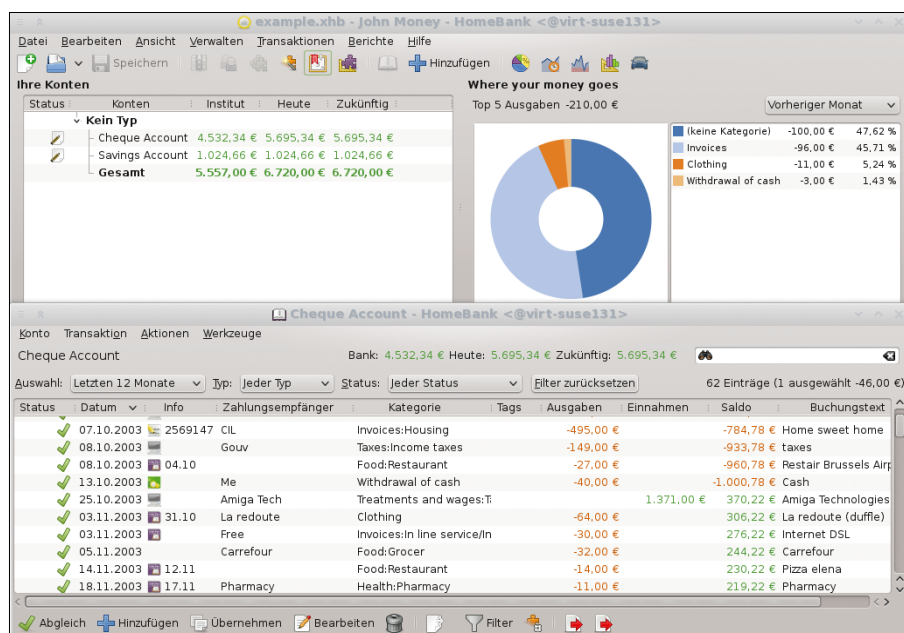 example.xhb - John Money - HomeBank <@virt-suse131>
Datei Bearbeiten Ansicht Verwalten Transaktionen Berichte Hilfe
Speichern Hinzufügen
Ihre Konten
Status Konten Institut Heute Zukünftig
Kein Typ
Cheque Account 4.532,34 € 5.695,34 € 5.695,34 €
Savings Account 1.024,66 € 1.024,66 € 1.024,66 €
Gesamt 5.557,00 € 6.720,00 € 6.720,00 €
Where your money goes
Top 5 Ausgaben -210,00 € Vorheriger Monat
(keine Kategorie) -100,00 € 47,62 %
Invoices -96,00 € 45,71 %
Clothing -11,00 € 5,24 %
Withdrawal of cash -3,00 € 1,43 %
Cheque Account - HomeBank <@virt-suse131>
Konto Transaktion Aktionen Werkzeuge
Cheque Account Bank: 4.532,34 € Heute: 5.695,34 € Zukünftig: 5.695,34 €
Auswahl: Letzten 12 Monate Typ: Jeder Typ Status: Jeder Status Filter zurücksetzen 62 Einträge (1 ausgewählt -46,00 €)
Status Datum Info Zahlungsempfänger Kategorie Tags Ausgaben Einnahmen Saldo Buchungstext
07.10.2003 2569147 CIL Invoices:Housing -495,00 € -784,78 € Home sweet home
08.10.2003 Gouv Taxes:Income taxes -149,00 € -933,78 € taxes
08.10.2003 04.10 Food:Restaurant -27,00 € -960,78 € Restair Brussels Airp
13.10.2003 Me Withdrawal of cash -40,00 € -1.000,78 € Cash
25.10.2003 Amiga Tech Treatments and wages:T 1.371,00 € 370,22 € Amiga Technologies
03.11.2003 31.10 La redoute Clothing -64,00 € 306,22 € La redoute (duffle)
03.11.2003 Free Invoices:In line service/In -30,00 € 276,22 € Internet DSL
05.11.2003 Carrefour Food:Grocer -32,00 € 244,22 € Carrefour
14.11.2003 12.11 Food:Restaurant -14,00 € 230,22 € Pizza elena
18.11.2003 17.11 Pharmacy Health:Pharmacy -11,00 € 219,22 € Pharmacy
Abgleich Hinzufügen Übernehmen Bearbeiten Filter